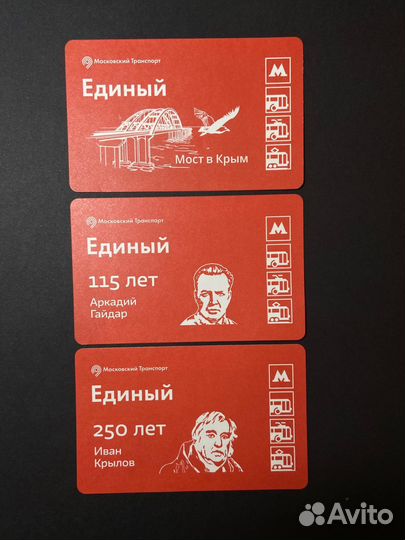 Московский Транспорт
Единый
М
Мост в Крым
Московский Транспорт
Единый
М
115 лет
Аркадий
Гайдар
Московский Транспорт
Единый
М
250 лет
Иван
Крылов
Avito